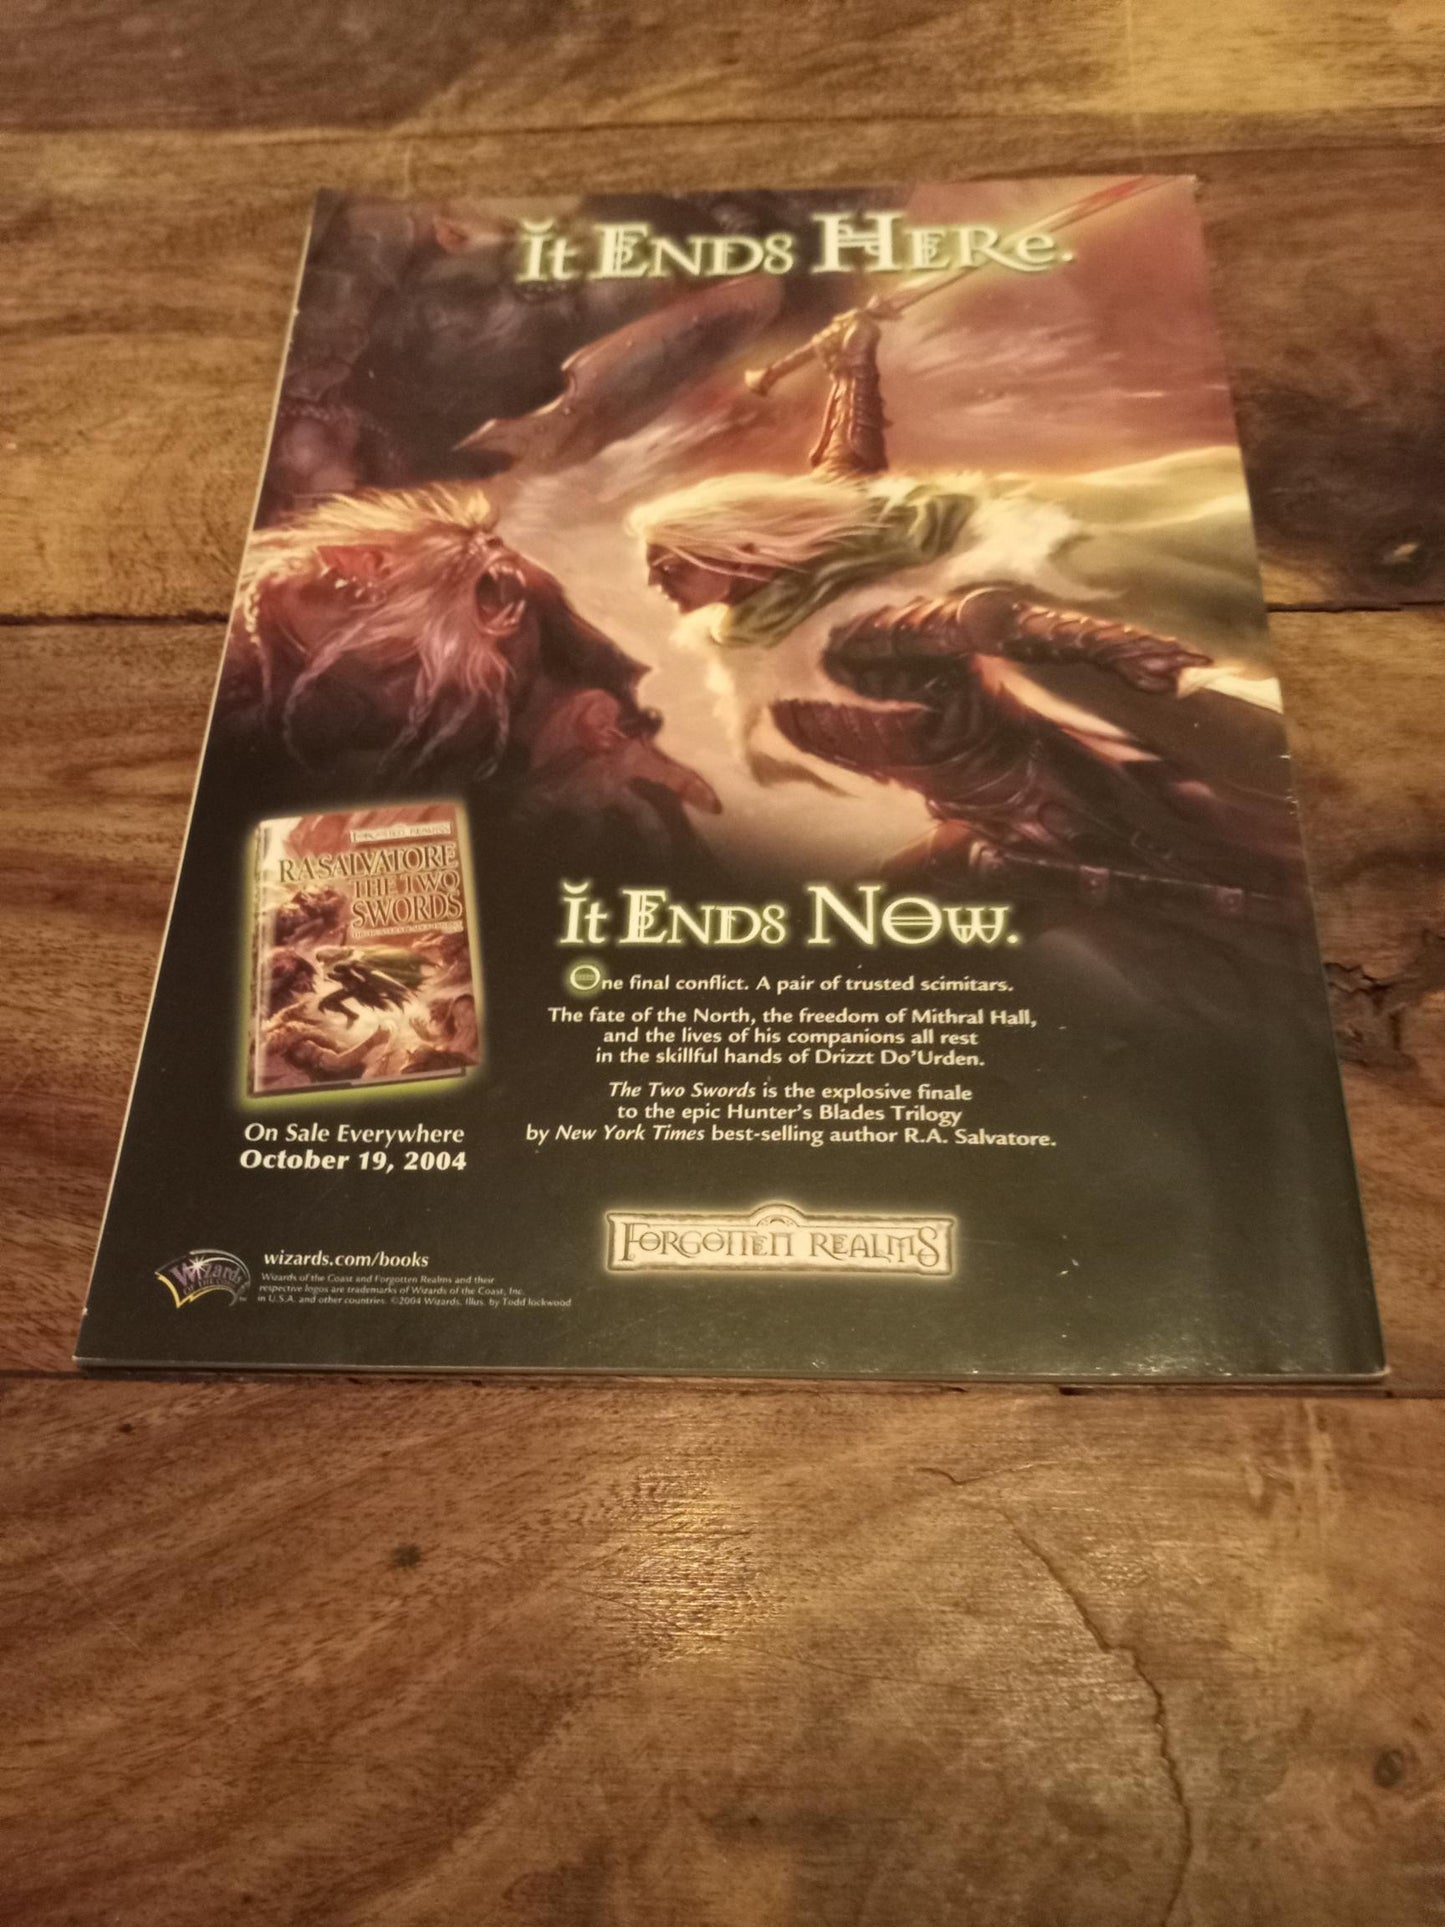 It Ends Here.
FORGOTTEN REALMS
R.A. SALVATORE
THE TWO
SWORDS
It Ends Now.
One final conflict. A pair of trusted scimitars.
The fate of the North, the freedom of Mithral Hall,
and the lives of his companions all rest
in the skillful hands of Drizzt Do'Urden.
The Two Swords is the explosive finale
to the epic Hunter's Blades Trilogy
by New York Times best-selling author R.A. Salvatore.
On Sale Everywhere
October 19, 2004
FORGOTTEN REALMS
Wizards
OF THE COAST
TM
wizards.com/books
Wizards of the Coast and Forgotten Realms and their
respective logos are trademarks of Wizards of the Coast, Inc.
in U.S.A. and other countries. ©2004 Wizards. Illus. by Todd lockwood